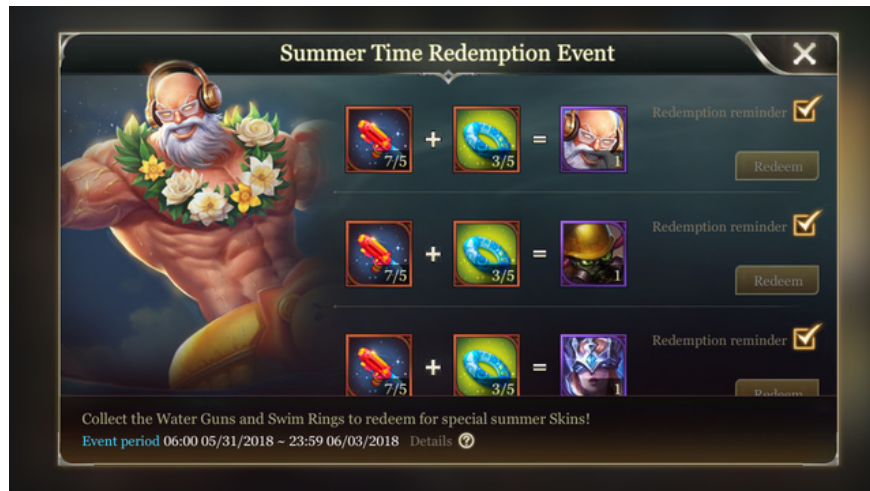 Summer Time Redemption Event
Redemption reminder
7/5 + 3/5 = 1
Redeem
Redemption reminder
7/5 + 3/5 = 1
Redeem
Redemption reminder
7/5 + 3/5 = 1
Redeem
Collect the Water Guns and Swim Rings to redeem for special summer Skins!
Event period 06:00 05/31/2018 ~ 23:59 06/03/2018 Details ?